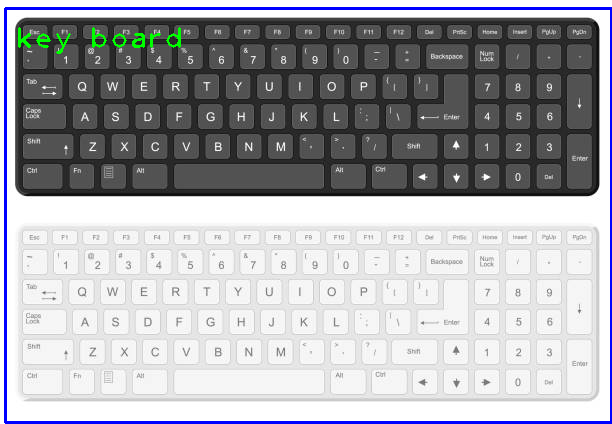 key board
Esc F1 F2 F3 F4 F5 F6 F7 F8 F9 F10 F11 F12 Del PrtSc Home Insert PgUp PgDn
~ ! 1 @ 2 # 3 $ 4 % 5 ^ 6 & 7 * 8 ( 9 ) 0 — - + = Backspace Num Lock / * -
Tab Q W E R T Y U I O P { [ } ] 7 8 9 +
Caps Lock A S D F G H J K L : ; | \ Enter 4 5 6
Shift Z X C V B N M < , > . ? / Shift 1 2 3 Enter
Ctrl Fn Alt Alt Ctrl 0 Del
Esc F1 F2 F3 F4 F5 F6 F7 F8 F9 F10 F11 F12 Del PrtSc Home Insert PgUp PgDn
~ ! 1 @ 2 # 3 $ 4 % 5 ^ 6 & 7 * 8 ( 9 ) 0 — - + = Backspace Num Lock / * -
Tab Q W E R T Y U I O P { [ } ] 7 8 9
Caps Lock A S D F G H J K L : ; | \ Enter 4 5 6
Shift Z X C V B N M < , > . ? / Shift 1 2 3 Enter
Ctrl Fn Alt Alt Ctrl 0 Del